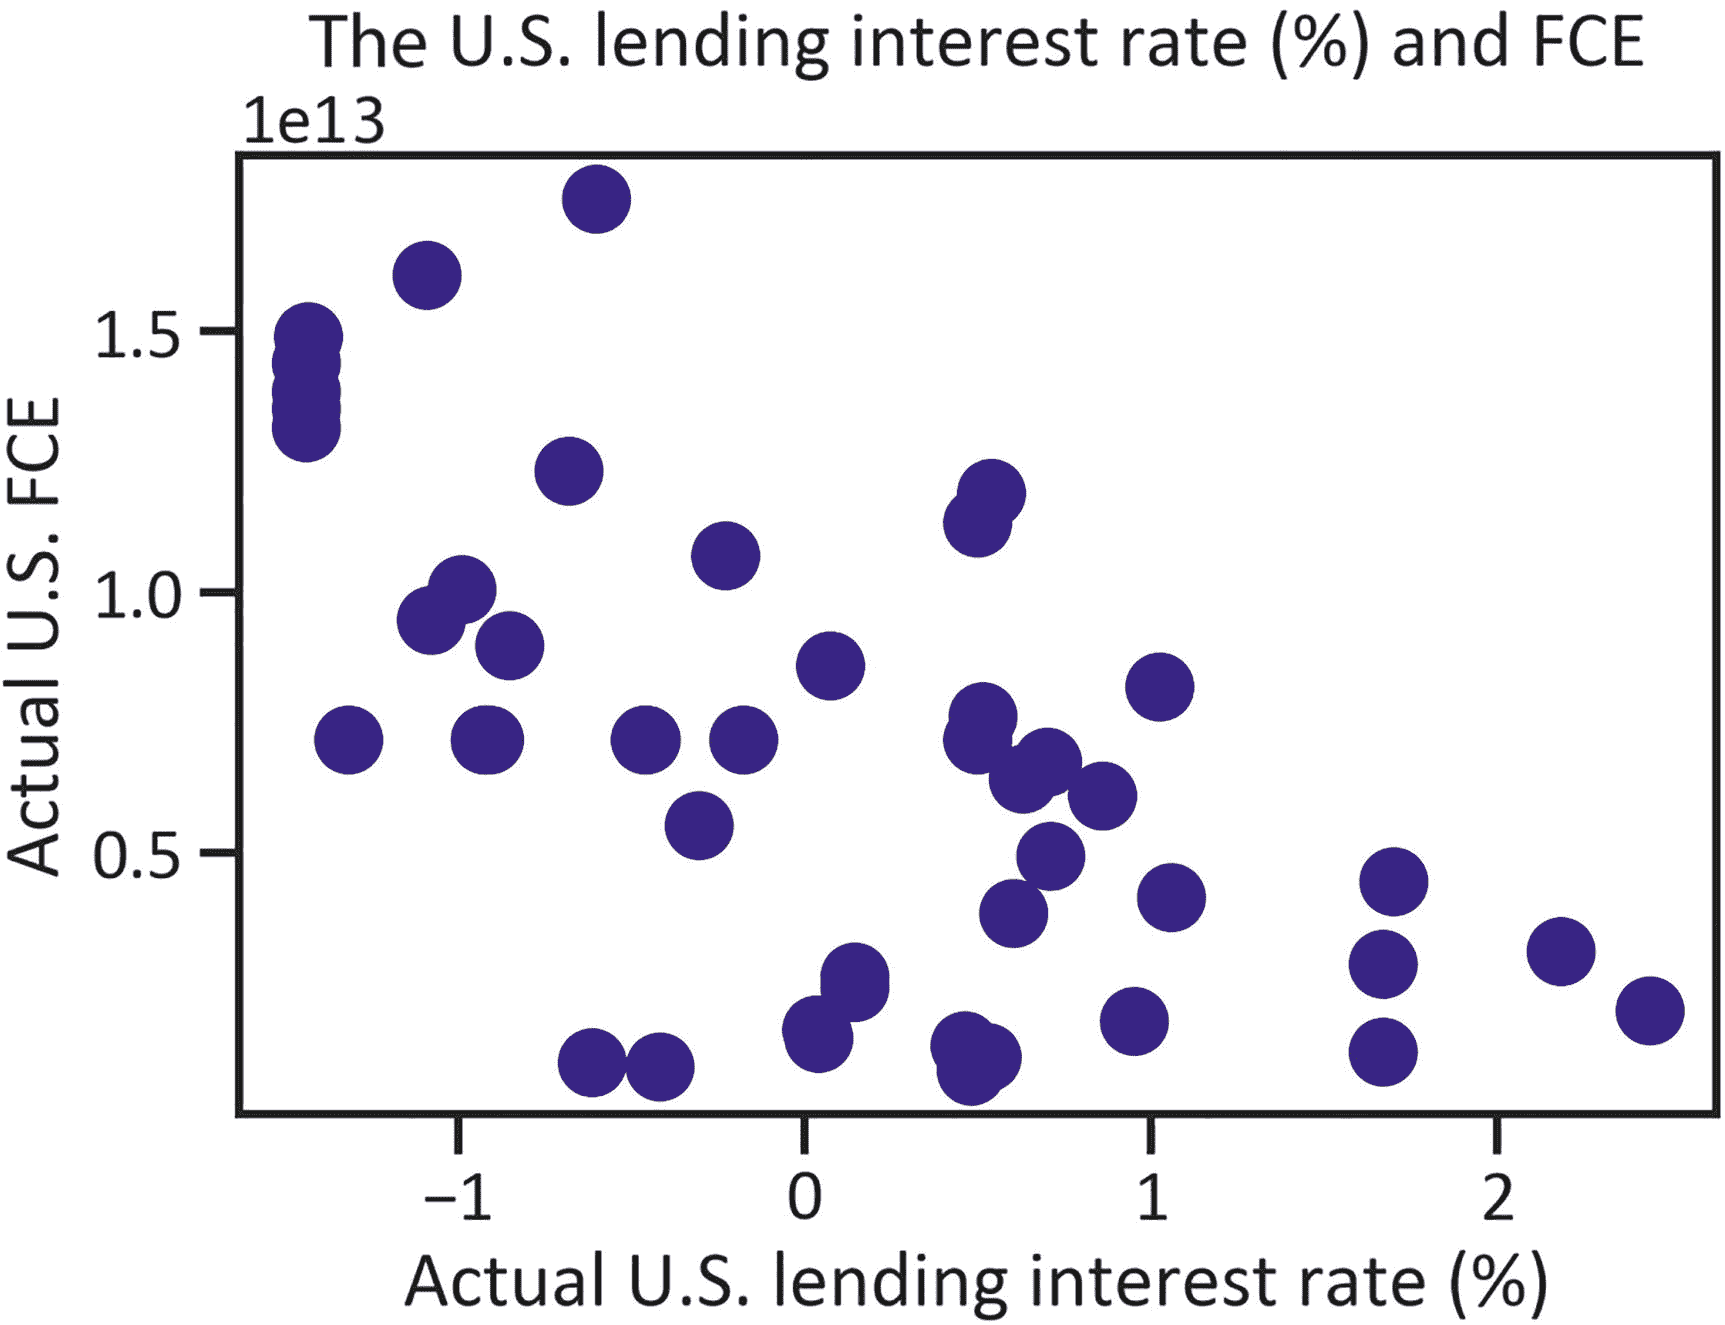 The U.S. lending interest rate (%) and FCE
1e13
1.5
1.0
0.5
Actual U.S. FCE
−1 0 1 2
Actual U.S. lending interest rate (%)